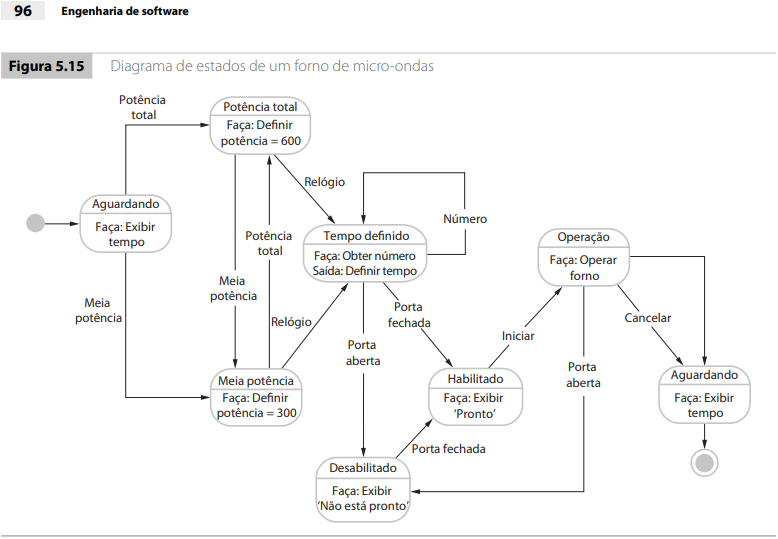 96 Engenharia de software
Figura 5.15 Diagrama de estados de um forno de micro-ondas
Potência
total
Potência total
Faça: Definir
potência = 600
Relógio
Aguardando
Faça: Exibir
tempo
Potência
total
Tempo definido
Faça: Obter número
Saída: Definir tempo
Número
Operação
Faça: Operar
forno
Meia
potência
Meia
potência
Relógio
Porta
fechada
Porta
aberta
Iniciar
Cancelar
Porta
aberta
Meia potência
Faça: Definir
potência = 300
Habilitado
Faça: Exibir
‘Pronto’
Aguardando
Faça: Exibir
tempo
Porta fechada
Desabilitado
Faça: Exibir
‘Não está pronto’